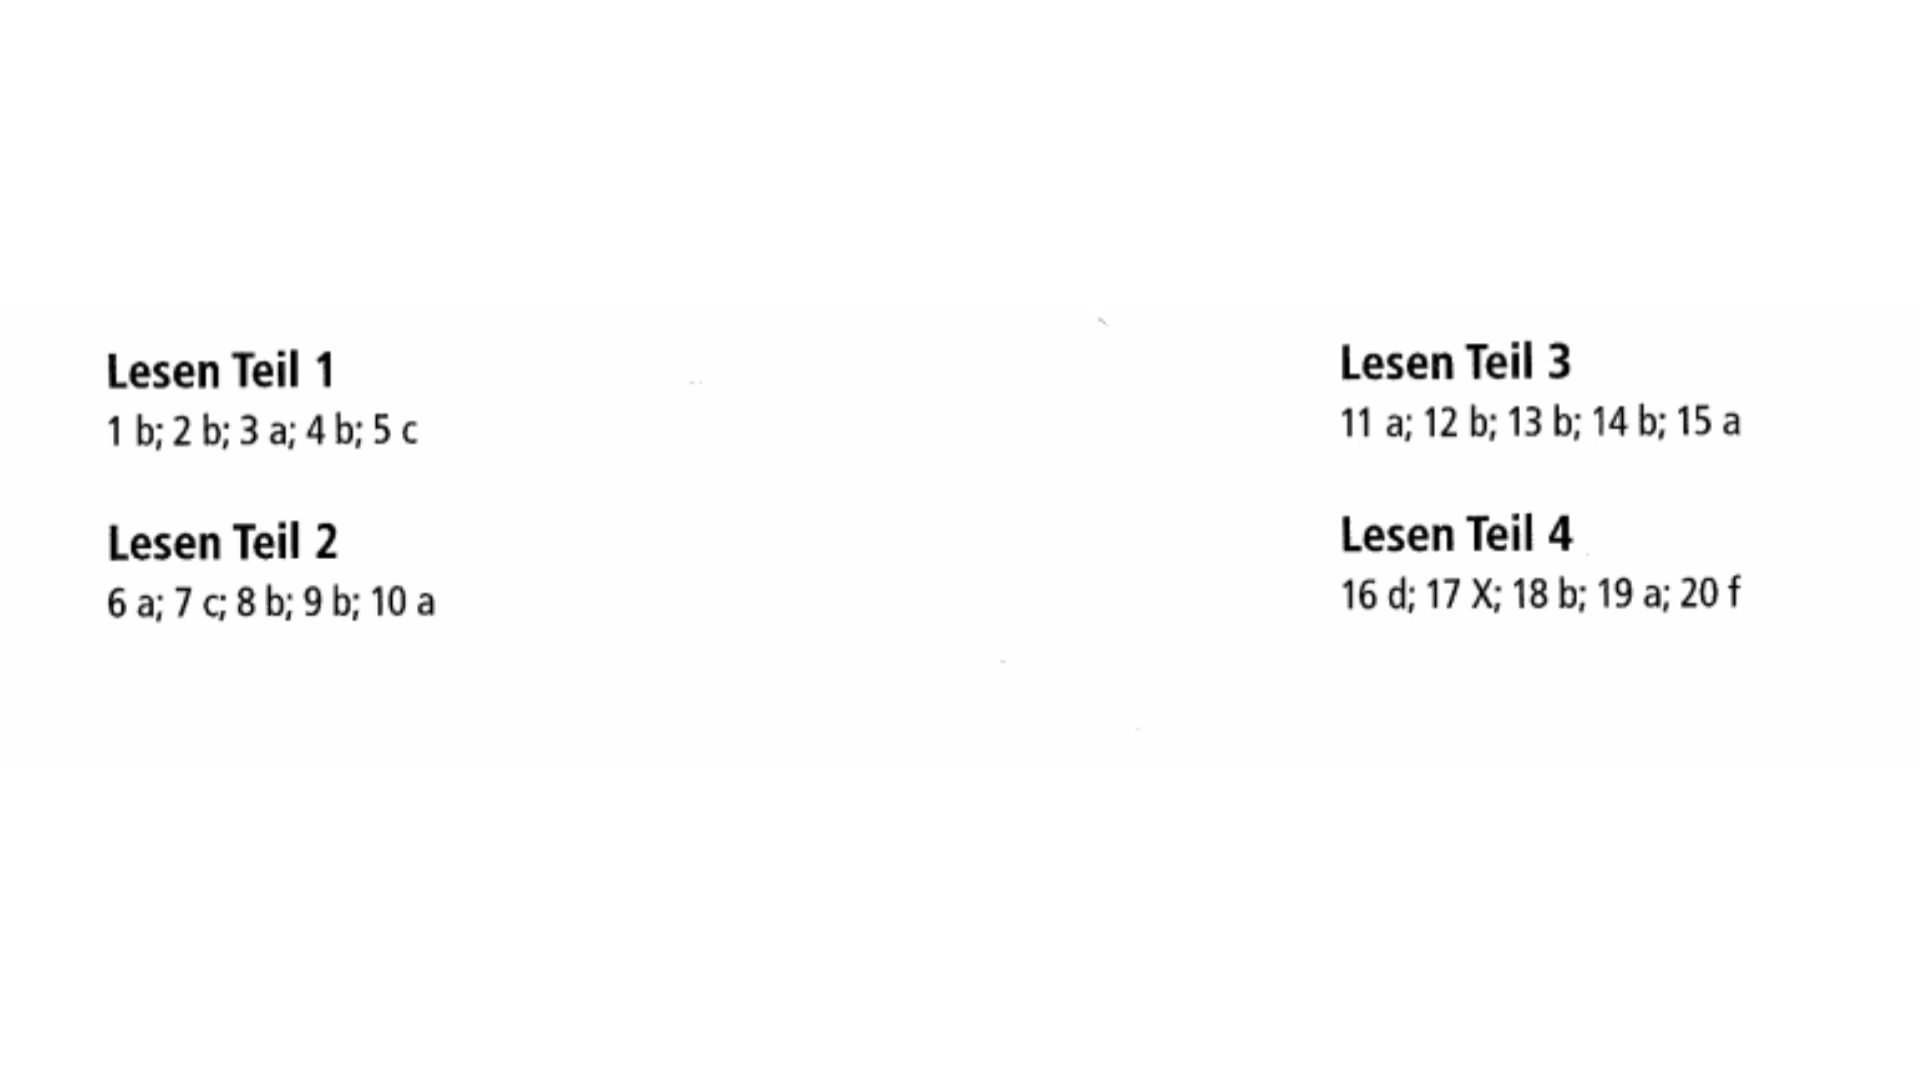 Lesen Teil 1
1 b; 2 b; 3 a; 4 b; 5 c
Lesen Teil 2
6 a; 7 c; 8 b; 9 b; 10 a
Lesen Teil 3
11 a; 12 b; 13 b; 14 b; 15 a
Lesen Teil 4
16 d; 17 X; 18 b; 19 a; 20 f